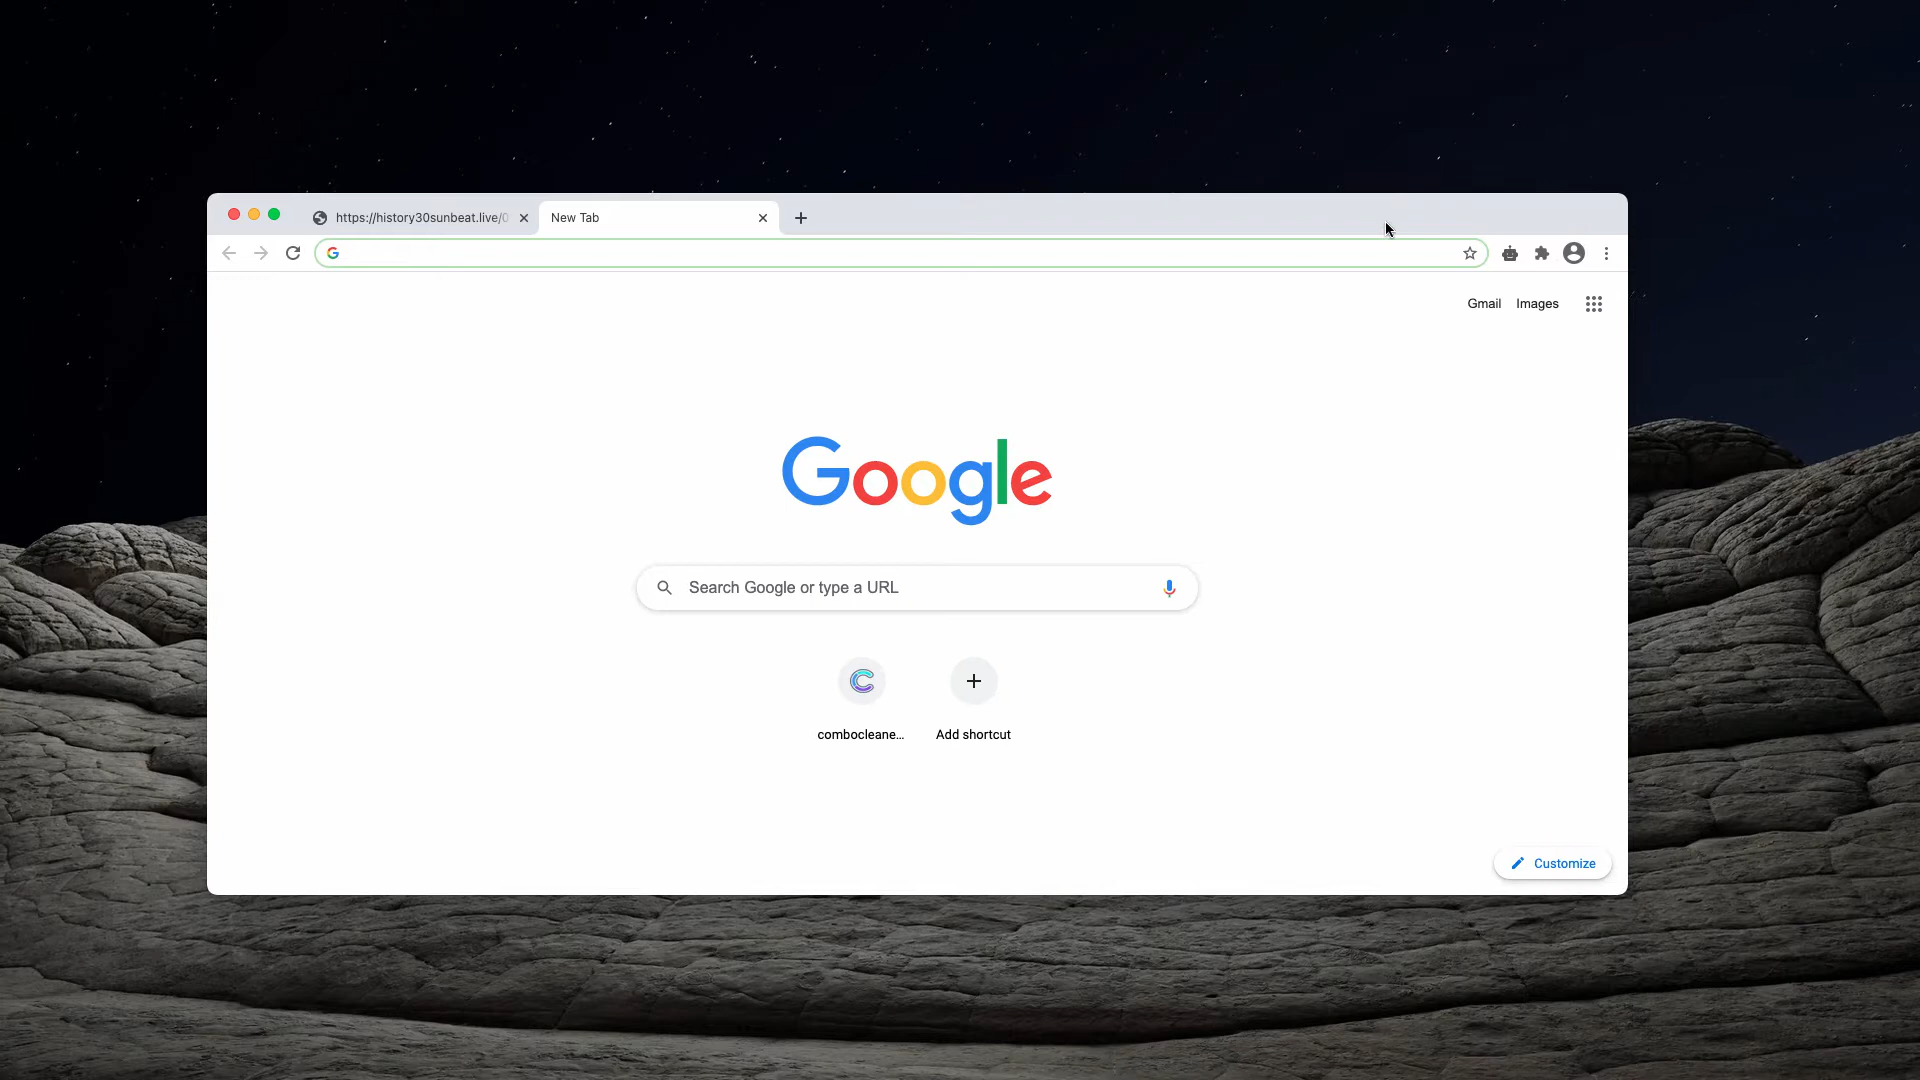 https://history30sunbeat.live/0
New Tab
Gmail
Images
Google
Search Google or type a URL
combocleane...
Add shortcut
Customize